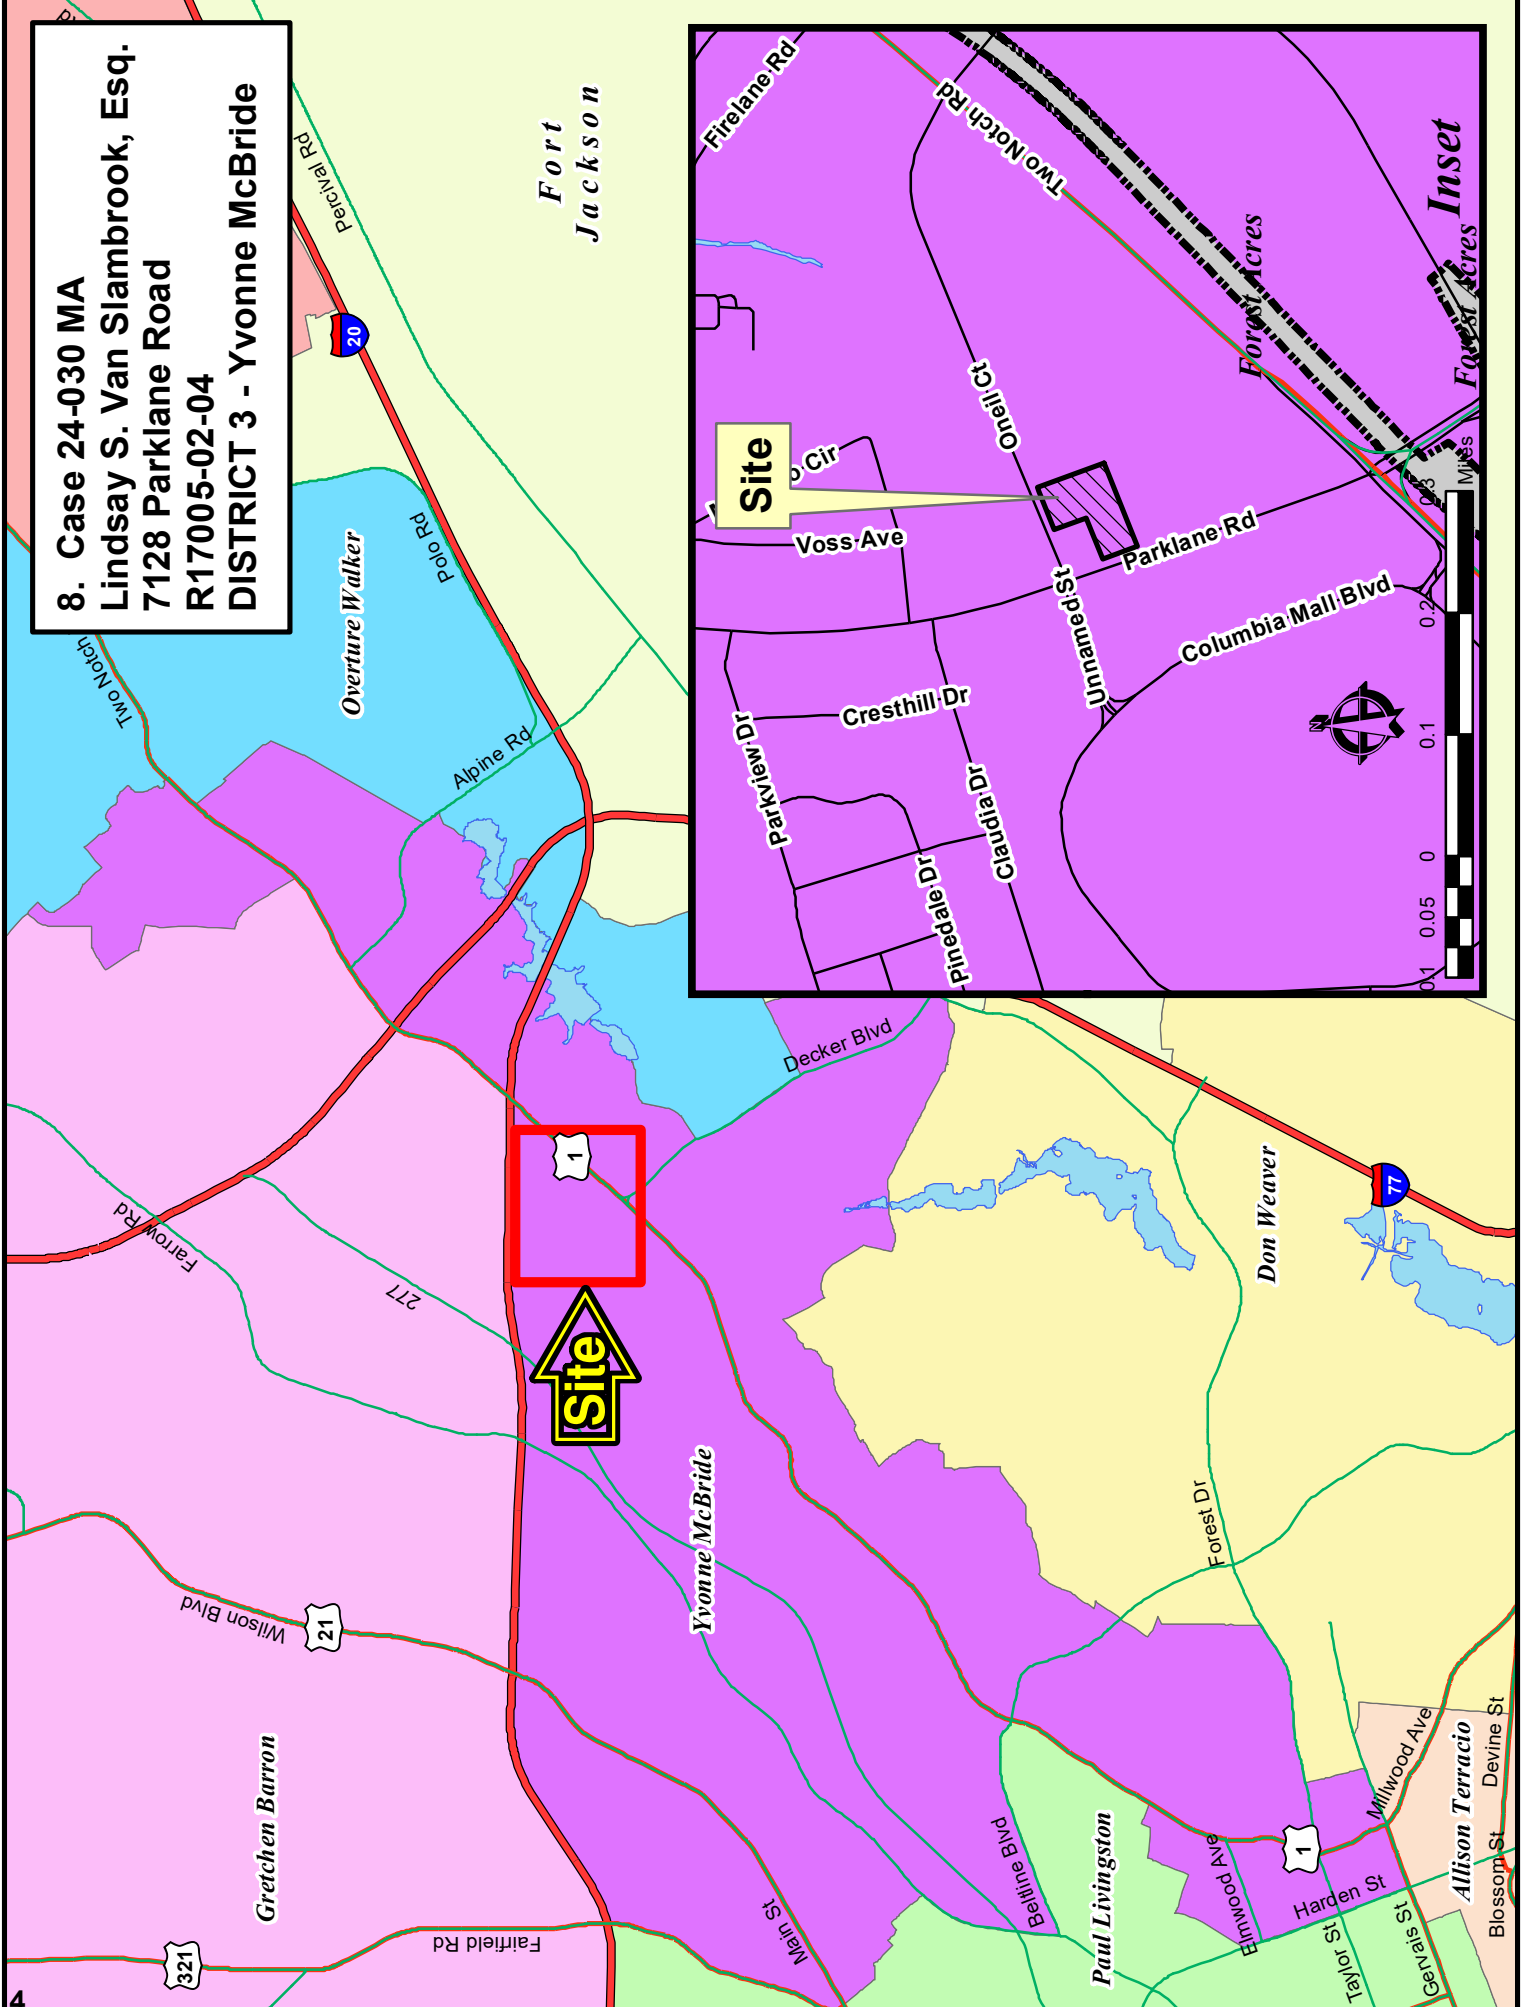 8. Case 24-030 MA
Lindsay S. Van Slambrook, Esq.
7128 Parklane Road
R17005-02-04
DISTRICT 3 - Yvonne McBride
4
321
Fairfield Rd
Gretchen Barron
Wilson Blvd
21
Farrow Rd
277
Two Notch
Overture Walker
Polo Rd
Alpine Rd
20
Percival Rd
Rd
Fort
Jackson
Site
1
Yvonne McBride
Main St
Decker Blvd
Don Weaver
77
Forest Dr
Beltline Blvd
Paul Livingston
Elmwood Ave
1
Harden St
Taylor St
Gervais St
Millwood Ave
Allison Terracio
Devine St
Blossom St
Firelane Rd
Two Notch Rd
Oneil Ct
Site
o Cir
Voss Ave
Parklane Rd
Unnamed St
Columbia Mall Blvd
Cresthill Dr
Parkview Dr
Claudia Dr
Pinedale Dr
Forest Acres
Forest Acres
Inset
N
0.1 0.05 0 0.1 0.2 0.3
Miles